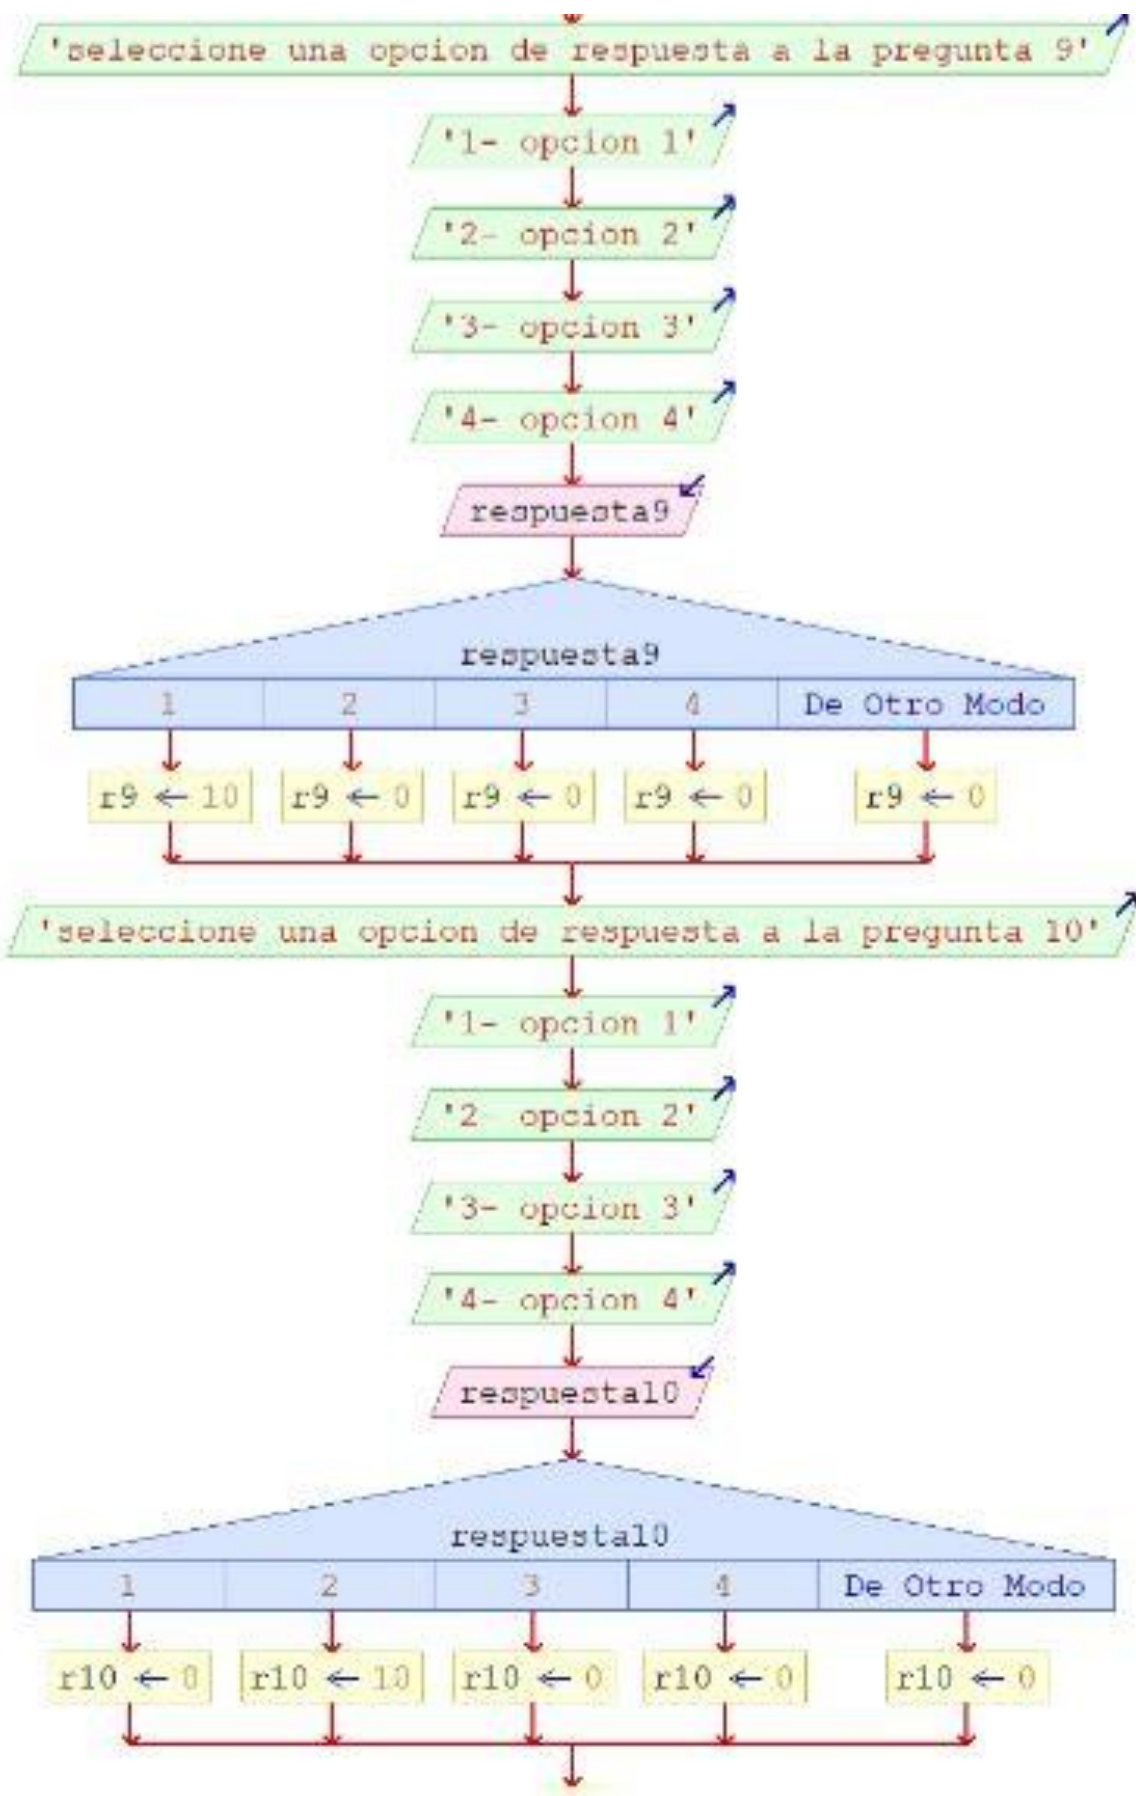 'seleccione una opcion de respuesta a la pregunta 9'
'1- opcion 1'
'2- opcion 2'
'3- opcion 3'
'4- opcion 4'
respuesta9
respuesta9
1 2 3 4 De Otro Modo
r9 ← 10 r9 ← 0 r9 ← 0 r9 ← 0 r9 ← 0
'seleccione una opcion de respuesta a la pregunta 10'
'1- opcion 1'
'2- opcion 2'
'3- opcion 3'
'4- opcion 4'
respuesta10
respuesta10
1 2 3 4 De Otro Modo
r10 ← 0 r10 ← 10 r10 ← 0 r10 ← 0 r10 ← 0